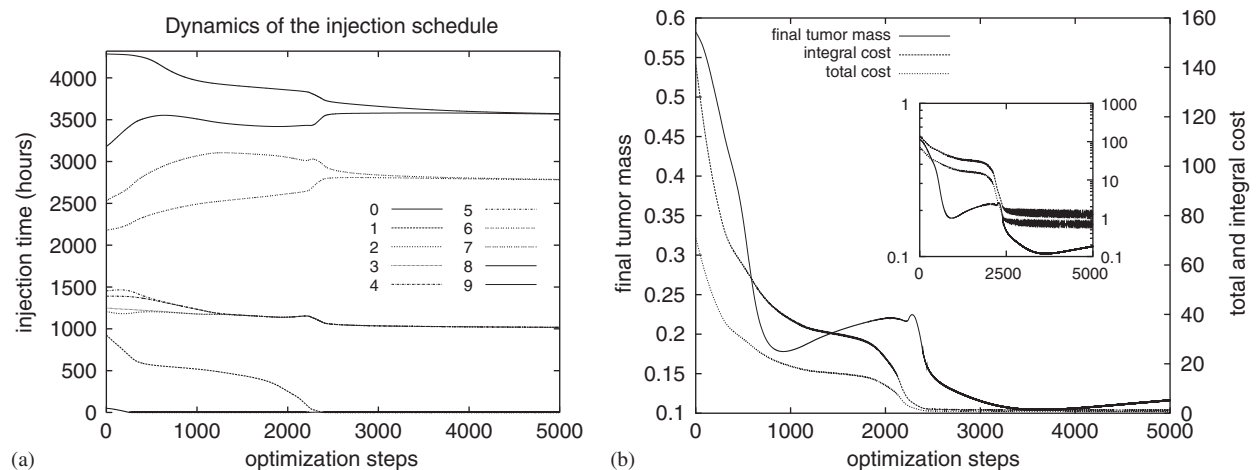 Dynamics of the injection schedule
injection time (hours)
4000
3500
3000
2500
2000
1500
1000
500
0
0 5
1 6
2 7
3 8
4 9
0 1000 2000 3000 4000 5000
optimization steps
(a)
final tumor mass
integral cost
total cost
final tumor mass
0.6
0.55
0.5
0.45
0.4
0.35
0.3
0.25
0.2
0.15
0.1
160
140
120
100
80
60
40
20
0
total and integral cost
1
0.1
1000
100
10
1
0.1
0 2500 5000
0 1000 2000 3000 4000 5000
optimization steps
(b)